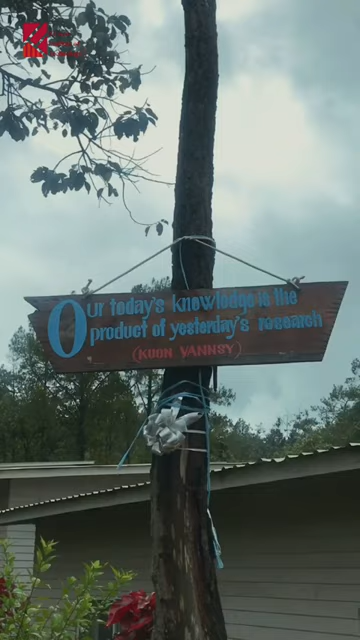 Our today's knowledge is the
product of yesterday's research
(KUON VANNSY)